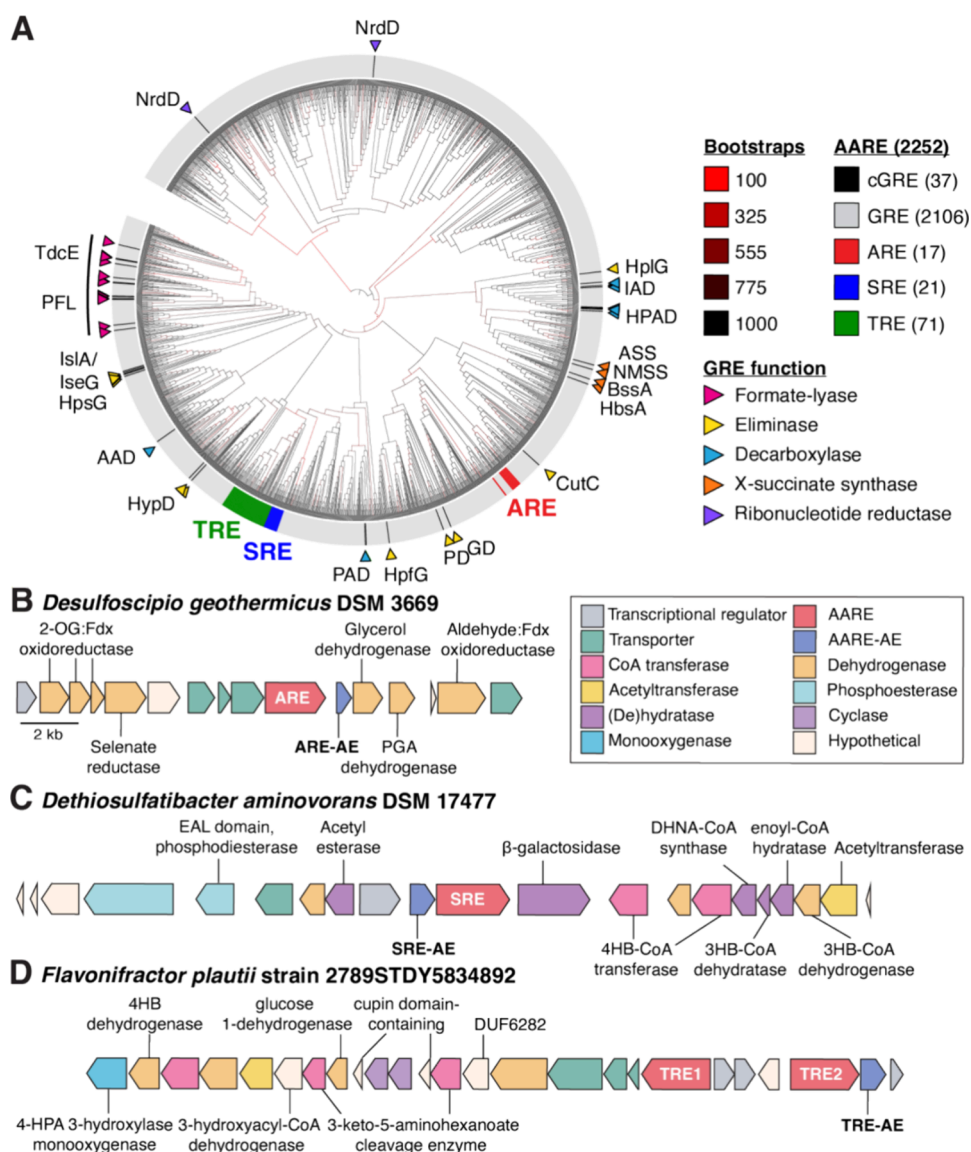 A
NrdD
NrdD
TdcE
PFL
IslA/
IseG
HpsG
AAD
HypD
TRE
SRE
PAD
HpfG
PD
GD
ARE
CutC
HplG
IAD
HPAD
ASS
NMSS
BssA
HbsA
Bootstraps
100
325
555
775
1000
AARE (2252)
cGRE (37)
GRE (2106)
ARE (17)
SRE (21)
TRE (71)
GRE function
Formate-lyase
Eliminase
Decarboxylase
X-succinate synthase
Ribonucleotide reductase
B Desulfoscipio geothermicus DSM 3669
2-OG:Fdx
oxidoreductase
Glycerol
dehydrogenase
Aldehyde:Fdx
oxidoreductase
ARE
2 kb
Selenate
reductase
ARE-AE
PGA
dehydrogenase
Transcriptional regulator
Transporter
CoA transferase
Acetyltransferase
(De)hydratase
Monooxygenase
AARE
AARE-AE
Dehydrogenase
Phosphoesterase
Cyclase
Hypothetical
C Dethiosulfatibacter aminovorans DSM 17477
EAL domain,
phosphodiesterase
Acetyl
esterase
β-galactosidase
DHNA-CoA
synthase
enoyl-CoA
hydratase
Acetyltransferase
SRE
SRE-AE
4HB-CoA
transferase
3HB-CoA
dehydratase
3HB-CoA
dehydrogenase
D Flavonifractor plautii strain 2789STDY5834892
4HB
dehydrogenase
glucose
1-dehydrogenase
cupin domain-
containing
DUF6282
TRE1
TRE2
4-HPA 3-hydroxylase
monooxygenase
3-hydroxyacyl-CoA
dehydrogenase
3-keto-5-aminohexanoate
cleavage enzyme
TRE-AE